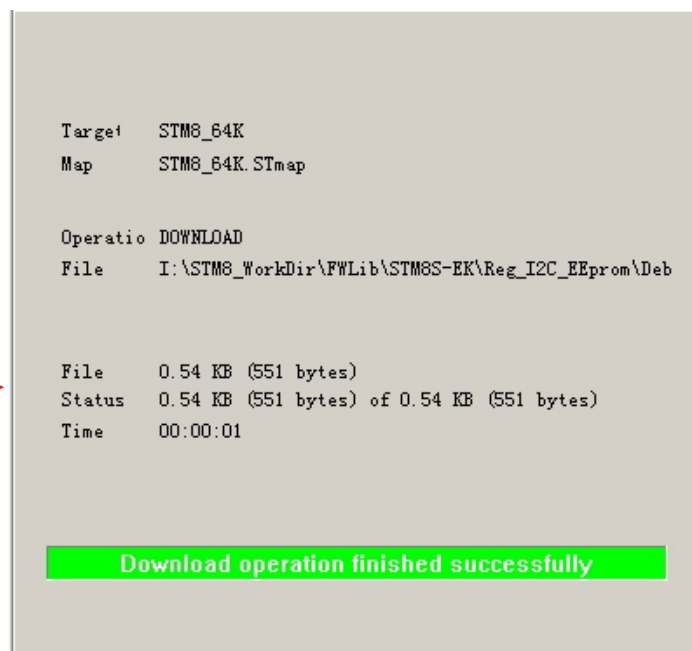 Target STM8_64K
Map STM8_64K.STmap
Operatio DOWNLOAD
File I:\STM8_WorkDir\FWLib\STM8S-EK\Reg_I2C_EEprom\Deb
File 0.54 KB (551 bytes)
Status 0.54 KB (551 bytes) of 0.54 KB (551 bytes)
Time 00:00:01
Download operation finished successfully